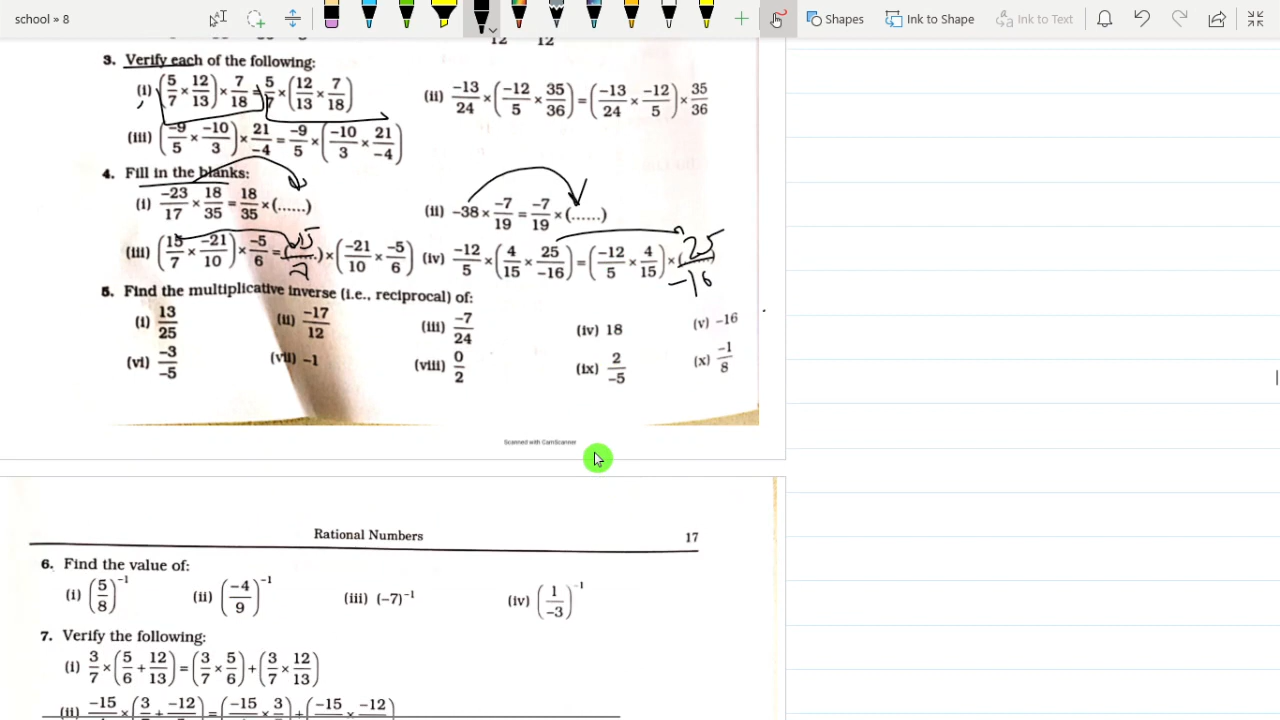 school » 8
Shapes Ink to Shape Ink to Text
12 12
3. Verify each of the following:
(i) (5/7 × 12/13) × 7/18 = 5/7 × (12/13 × 7/18) (ii) -13/24 × (-12/5 × 35/36) = (-13/24 × -12/5) × 35/36
(iii) (-9/5 × -10/3) × 21/-4 = -9/5 × (-10/3 × 21/-4)
4. Fill in the blanks:
(i) -23/17 × 18/35 = 18/35 × (......) (ii) -38 × -7/19 = -7/19 × (......)
(iii) (15/7 × -21/10) × -5/6 = (......) × (-21/10 × -5/6) (iv) -12/5 × (4/15 × 25/-16) = (-12/5 × 4/15) × (25/-16)
5. Find the multiplicative inverse (i.e., reciprocal) of:
(i) 13/25 (ii) -17/12 (iii) -7/24 (iv) 18 (v) -16
(vi) -3/-5 (vii) -1 (viii) 0/2 (ix) 2/-5 (x) -1/8
Scanned with CamScanner
Rational Numbers 17
6. Find the value of:
(i) (5/8)⁻¹ (ii) (-4/9)⁻¹ (iii) (-7)⁻¹ (iv) (1/-3)⁻¹
7. Verify the following:
(i) 3/7 × (5/6 + 12/13) = (3/7 × 5/6) + (3/7 × 12/13)